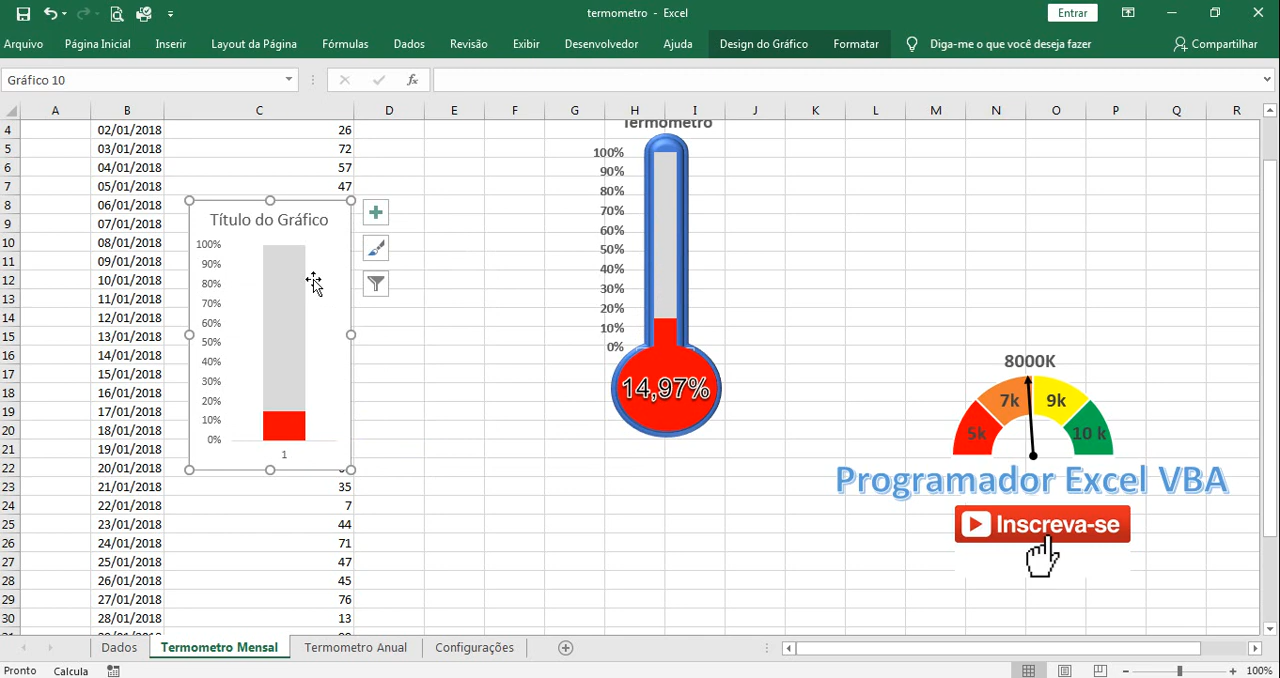 termometro - Excel
Entrar
Arquivo Página Inicial Inserir Layout da Página Fórmulas Dados Revisão Exibir Desenvolvedor Ajuda Design do Gráfico Formatar Diga-me o que você deseja fazer Compartilhar
Gráfico 10 fx
A B C D E F G H I J K L M N O P Q R
4 02/01/2018 26
5 03/01/2018 72
6 04/01/2018 57
7 05/01/2018 47
8 06/01/2018
9 07/01/2018
10 08/01/2018
11 09/01/2018
12 10/01/2018
13 11/01/2018
14 12/01/2018
15 13/01/2018
16 14/01/2018
17 15/01/2018
18 16/01/2018
19 17/01/2018
20 18/01/2018
21 19/01/2018
22 20/01/2018
23 21/01/2018 35
24 22/01/2018 7
25 23/01/2018 44
26 24/01/2018 71
27 25/01/2018 47
28 26/01/2018 45
29 27/01/2018 76
30 28/01/2018 13
Título do Gráfico
100%
90%
80%
70%
60%
50%
40%
30%
20%
10%
0%
1
Termometro
100%
90%
80%
70%
60%
50%
40%
30%
20%
10%
0%
14,97%
8000K
7k 9k
5k 10 k
Programador Excel VBA
Inscreva-se
Dados Termometro Mensal Termometro Anual Configurações
Pronto Calcula 100%